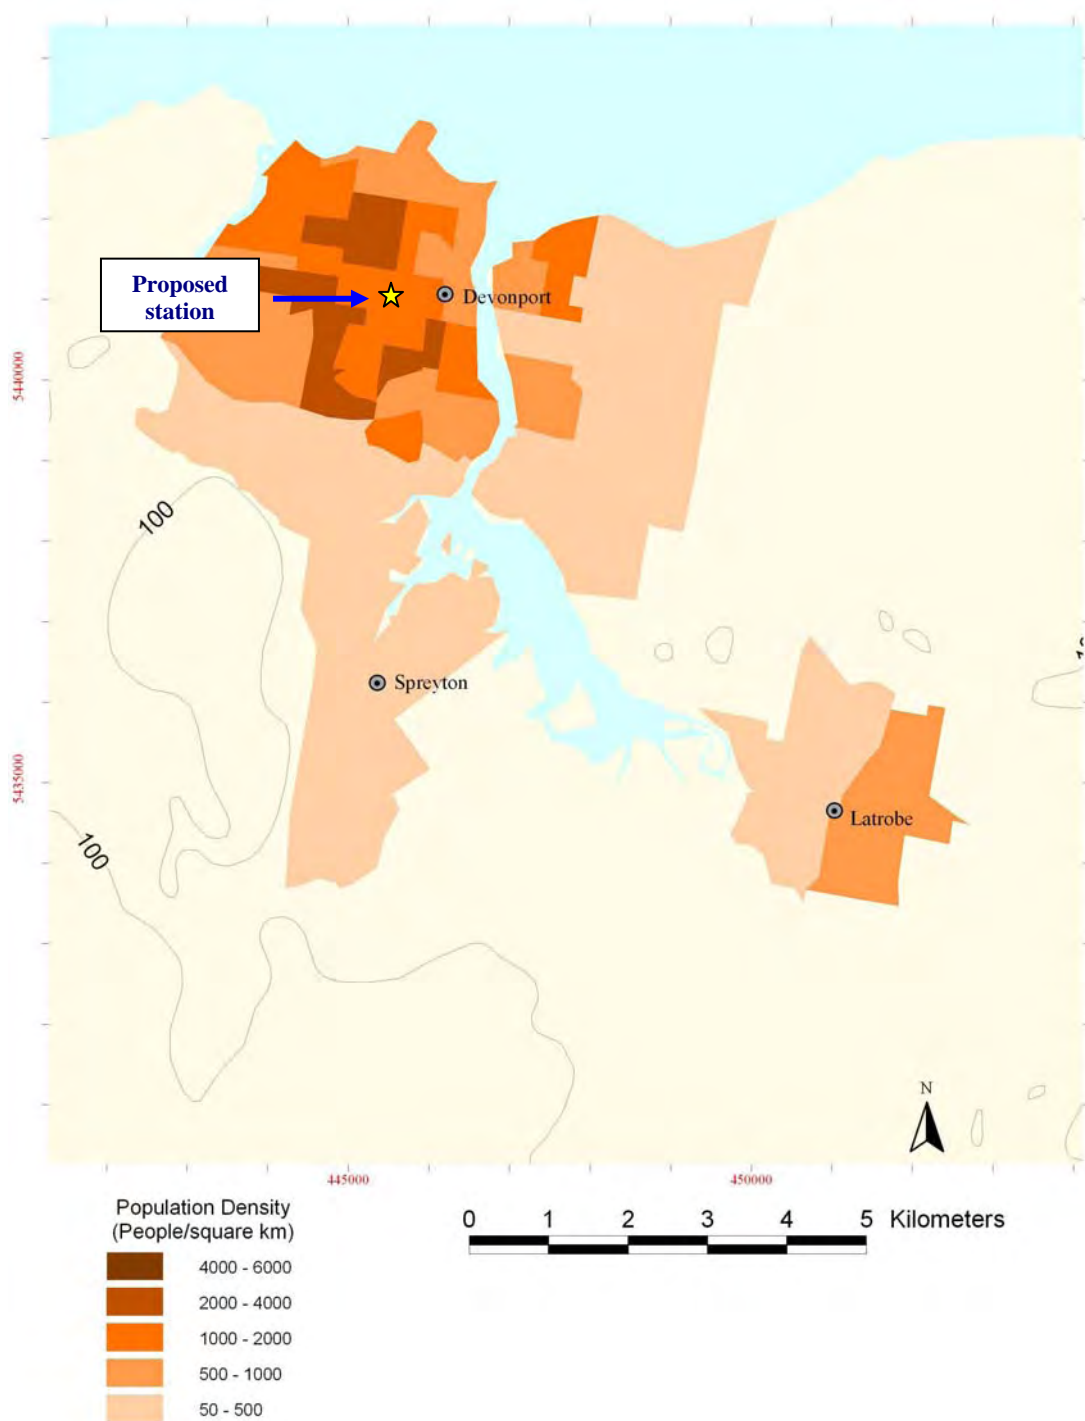 Proposed
station
Devonport
5440000
100
Spreyton
5435000
Latrobe
100
N
445000
450000
Population Density
(People/square km)
0 1 2 3 4 5 Kilometers
4000 - 6000
2000 - 4000
1000 - 2000
500 - 1000
50 - 500